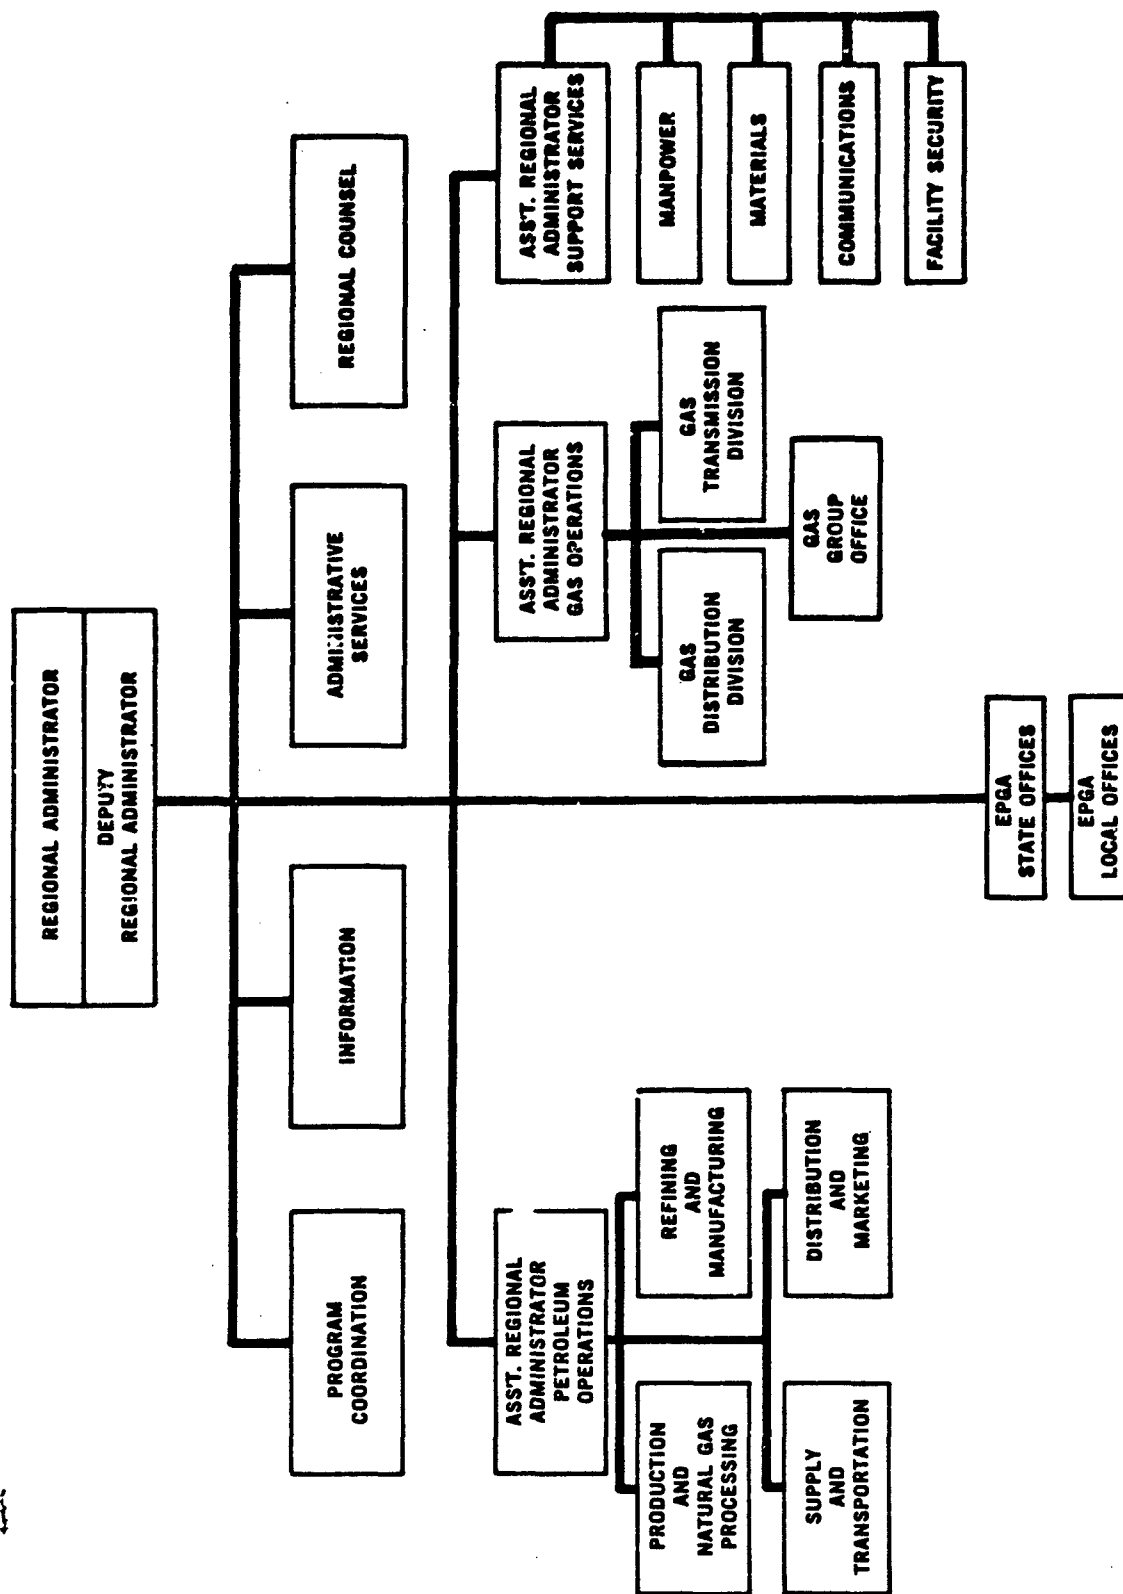 REGIONAL ADMINISTRATOR
DEPUTY
REGIONAL ADMINISTRATOR
PROGRAM
COORDINATION
INFORMATION
ADMINISTRATIVE
SERVICES
REGIONAL COUNSEL
ASS'T. REGIONAL
ADMINISTRATOR
PETROLEUM
OPERATIONS
ASS'T. REGIONAL
ADMINISTRATOR
GAS OPERATIONS
ASS'T. REGIONAL
ADMINISTRATOR
SUPPORT SERVICES
PRODUCTION
AND
NATURAL GAS
PROCESSING
REFINING
AND
MANUFACTURING
SUPPLY
AND
TRANSPORTATION
DISTRIBUTION
AND
MARKETING
GAS
DISTRIBUTION
DIVISION
GAS
TRANSMISSION
DIVISION
GAS
GROUP
OFFICE
MANPOWER
MATERIALS
COMMUNICATIONS
FACILITY SECURITY
EPGA
STATE OFFICES
EPGA
LOCAL OFFICES